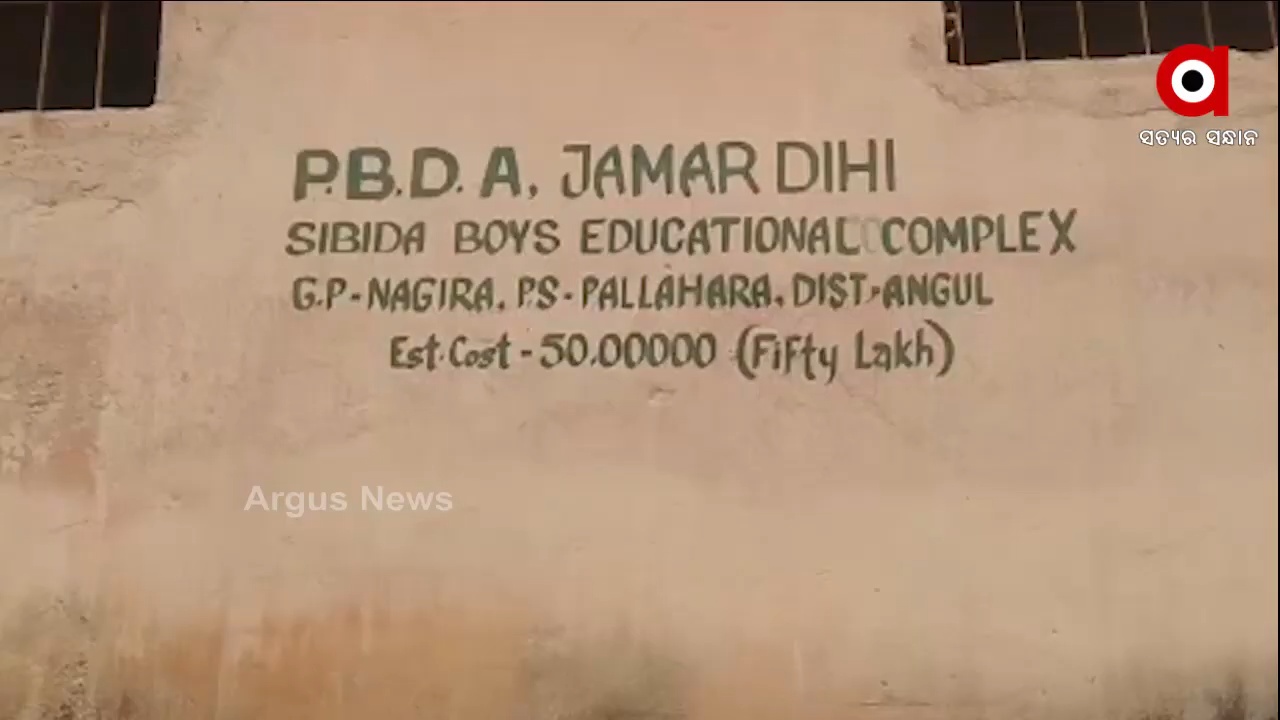 ସତ୍ୟର ସନ୍ଧାନ
P.B.D.A, JAMAR DIHI
SIBIDA BOYS EDUCATIONAL COMPLEX
G.P-NAGIRA, P.S-PALLAHARA, DIST-ANGUL
Est.Cost-50.00000 (Fifty Lakh)
Argus News